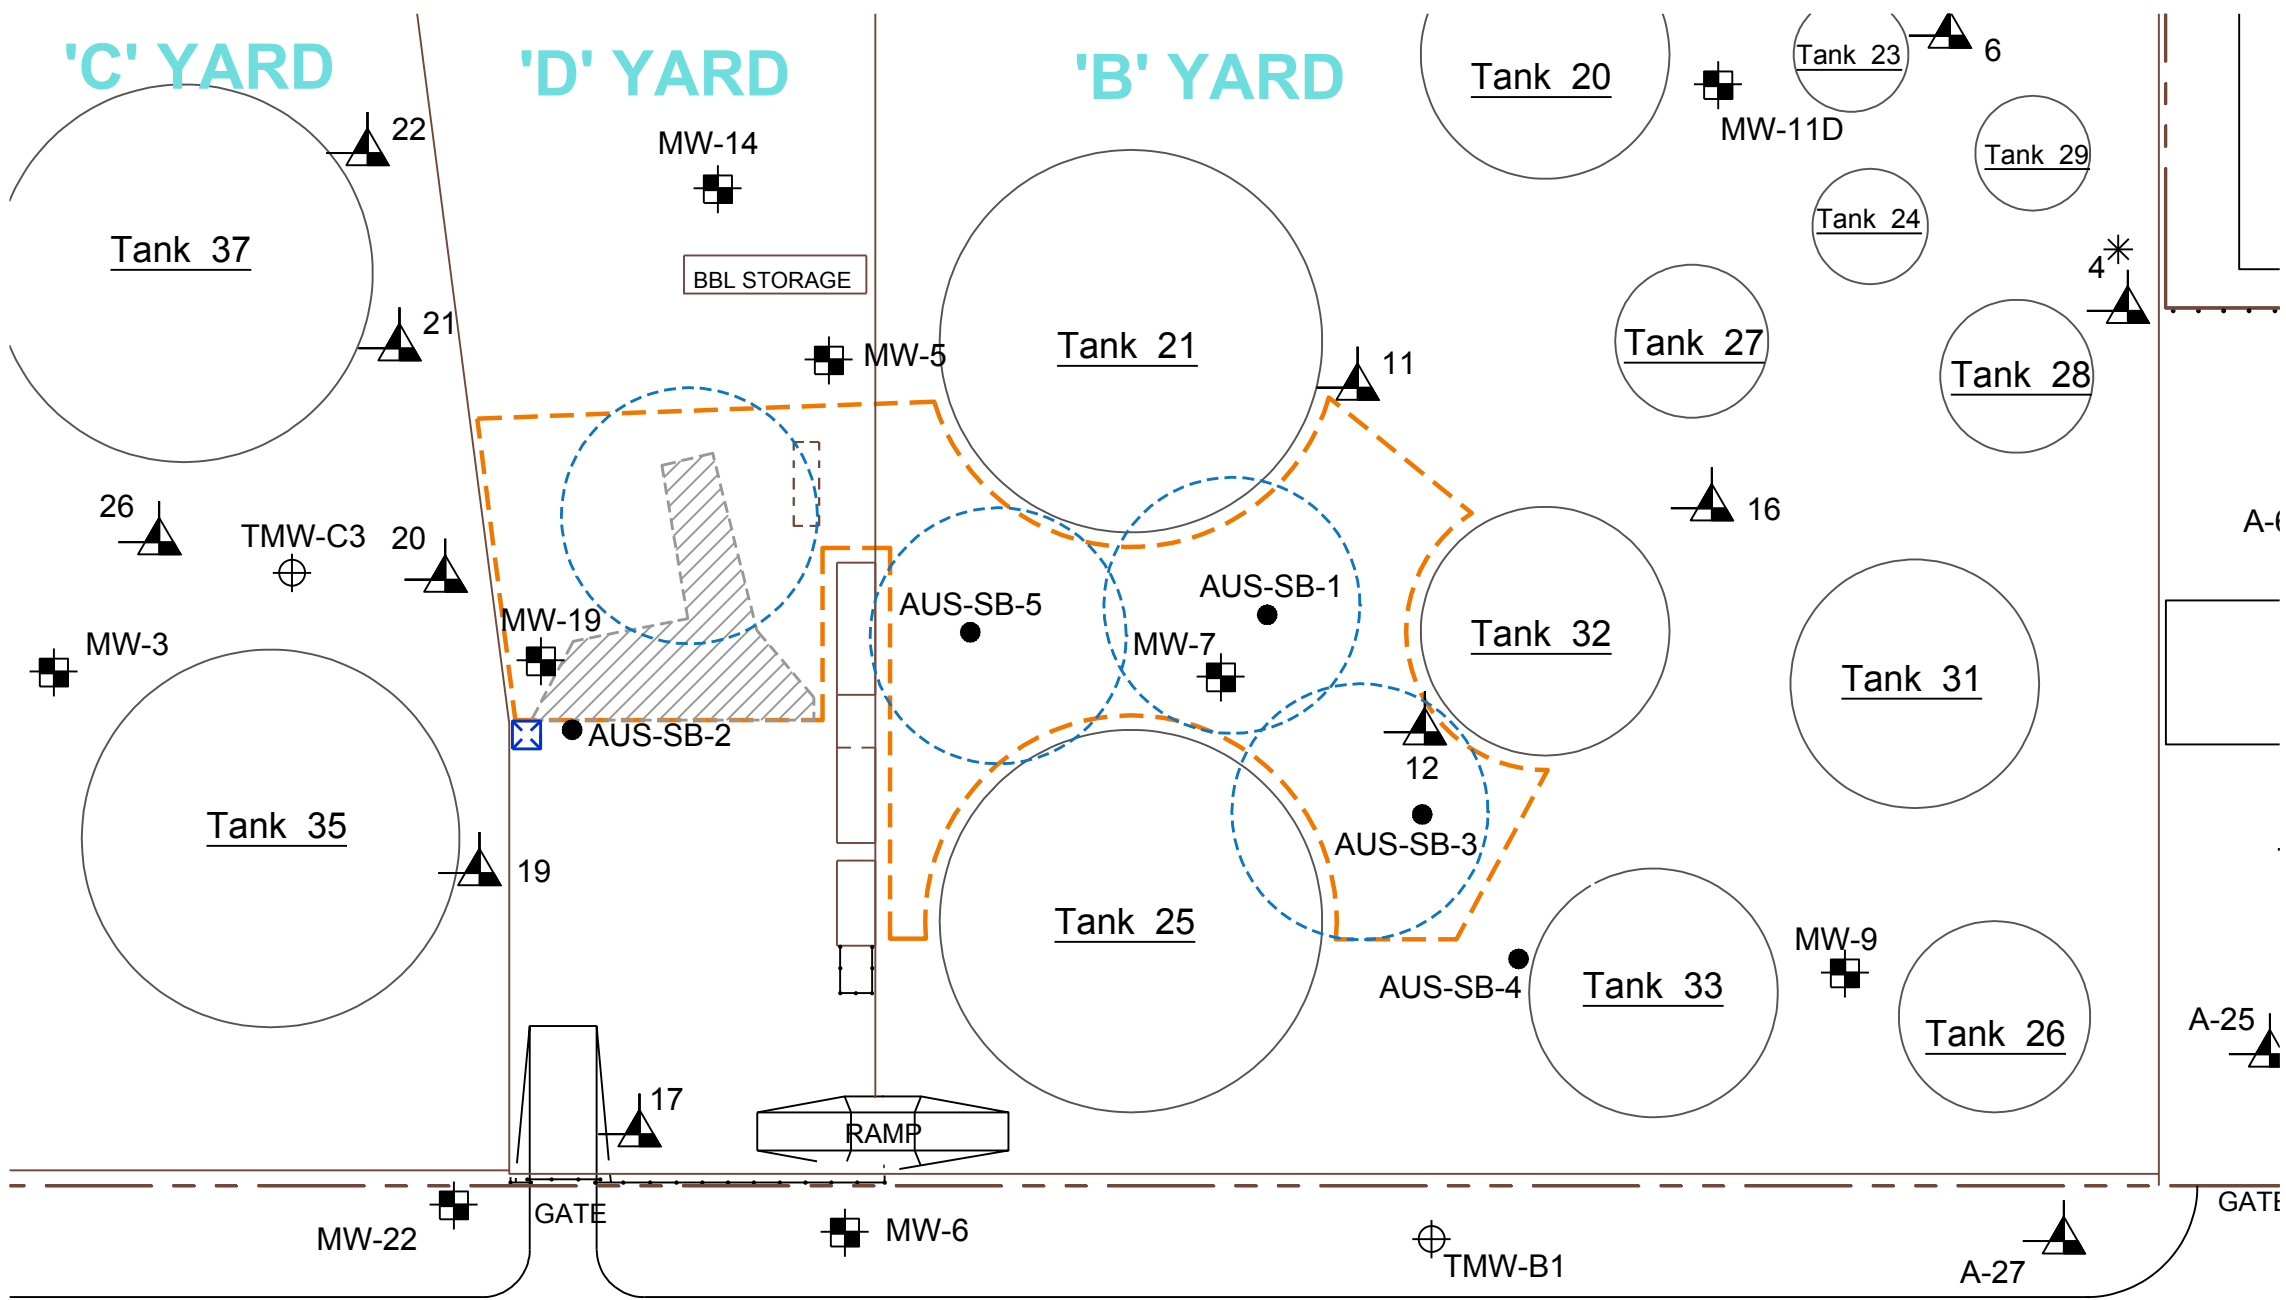 'C' YARD
'D' YARD
'B' YARD
Tank 20
Tank 23
6
MW-11D
22
MW-14
Tank 29
Tank 24
Tank 37
BBL STORAGE
4
21
MW-5
Tank 21
11
Tank 27
Tank 28
26
TMW-C3
20
16
MW-19
AUS-SB-5
AUS-SB-1
MW-3
MW-7
Tank 32
Tank 31
AUS-SB-2
12
Tank 35
AUS-SB-3
19
Tank 25
MW-9
AUS-SB-4
Tank 33
Tank 26
A-25
17
RAMP
GATE
MW-22
MW-6
TMW-B1
A-27